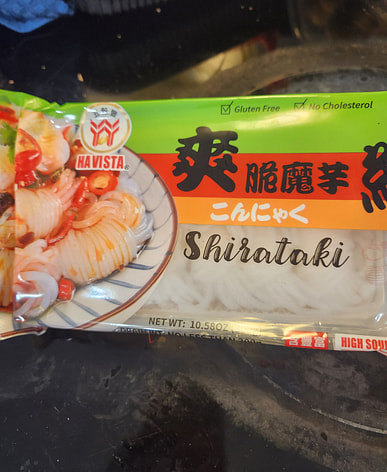 Gluten Free
No Cholesterol
HAVISTA
爽脆魔芋
こんにゃく
Shirataki
NET WT: 10.58OZ
HIGH SOU